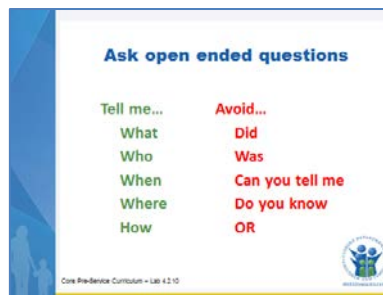 Ask open ended questions
Tell me...
What
Who
When
Where
How
Avoid...
Did
Was
Can you tell me
Do you know
OR
Core Pre-Service Curriculum – Lab 4.2.10